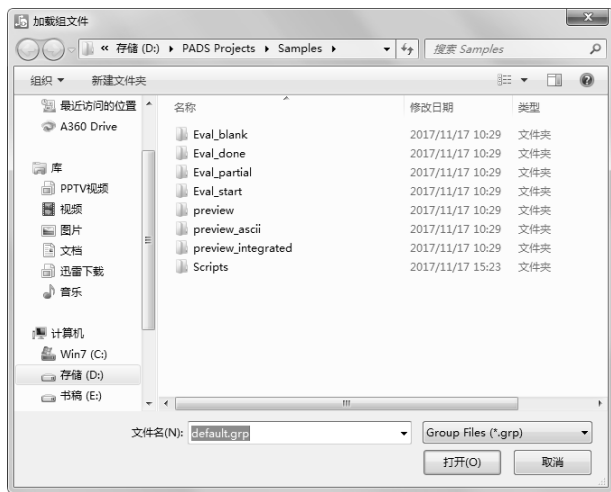 加载组文件
« 存储 (D:) ▸ PADS Projects ▸ Samples ▸ 搜索 Samples
组织 ▼ 新建文件夹
最近访问的位置 名称 修改日期 类型
A360 Drive Eval_blank 2017/11/17 10:29 文件夹
Eval_done 2017/11/17 10:29 文件夹
库 Eval_partial 2017/11/17 10:29 文件夹
PPTV视频 Eval_start 2017/11/17 10:29 文件夹
视频 preview 2017/11/17 10:29 文件夹
图片 preview_ascii 2017/11/17 10:29 文件夹
文档 preview_integrated 2017/11/17 10:29 文件夹
迅雷下载 Scripts 2017/11/17 15:23 文件夹
音乐
计算机
Win7 (C:)
存储 (D:)
书稿 (E:)
文件名(N): default.grp Group Files (*.grp)
打开(O) 取消